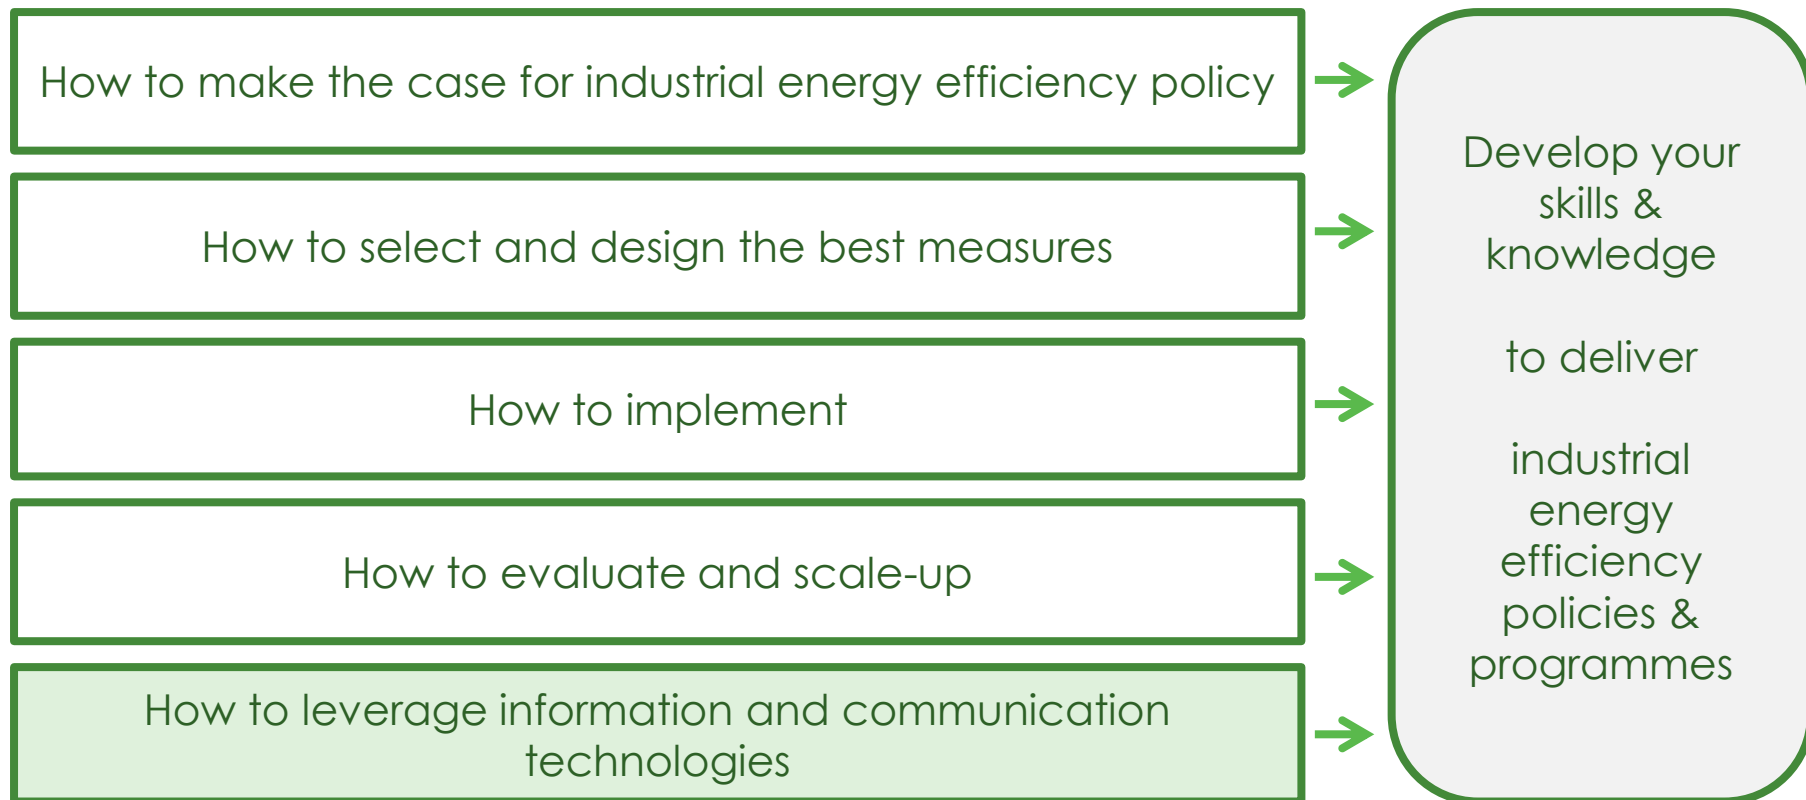 How to make the case for industrial energy efficiency policy
How to select and design the best measures
How to implement
How to evaluate and scale-up
How to leverage information and communication
technologies
Develop your
skills &
knowledge
to deliver
industrial
energy
efficiency
policies &
programmes